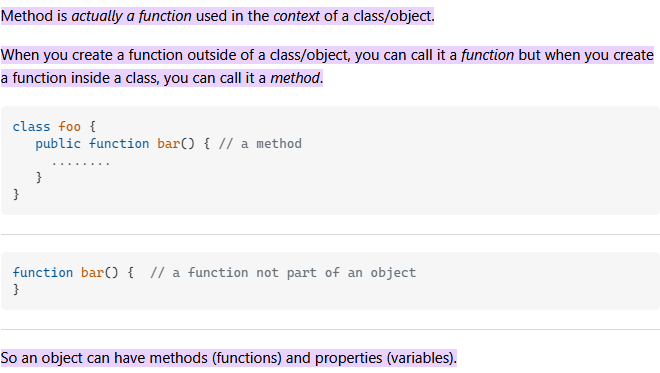 Method is actually a function used in the context of a class/object.
When you create a function outside of a class/object, you can call it a function but when you create
a function inside a class, you can call it a method.
class foo {
   public function bar() { // a method
     ........
   }
}
function bar() {  // a function not part of an object
}
So an object can have methods (functions) and properties (variables).